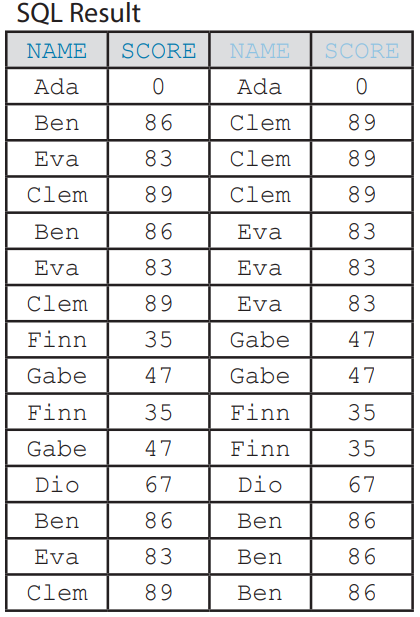 SQL Result
NAME SCORE NAME SCORE
Ada 0 Ada 0
Ben 86 Clem 89
Eva 83 Clem 89
Clem 89 Clem 89
Ben 86 Eva 83
Eva 83 Eva 83
Clem 89 Eva 83
Finn 35 Gabe 47
Gabe 47 Gabe 47
Finn 35 Finn 35
Gabe 47 Finn 35
Dio 67 Dio 67
Ben 86 Ben 86
Eva 83 Ben 86
Clem 89 Ben 86